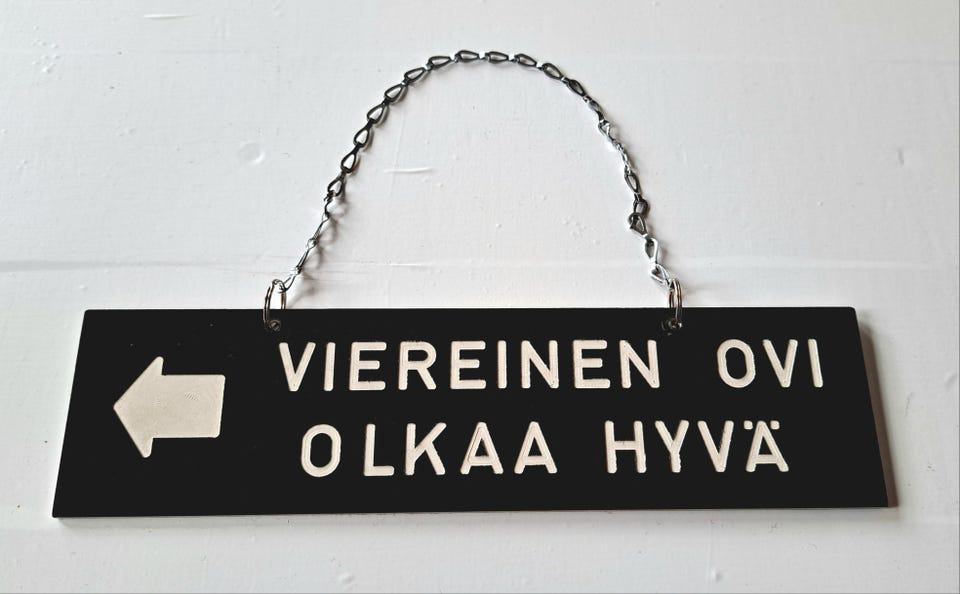 VIEREINEN OVI
OLKAA HYVÄ